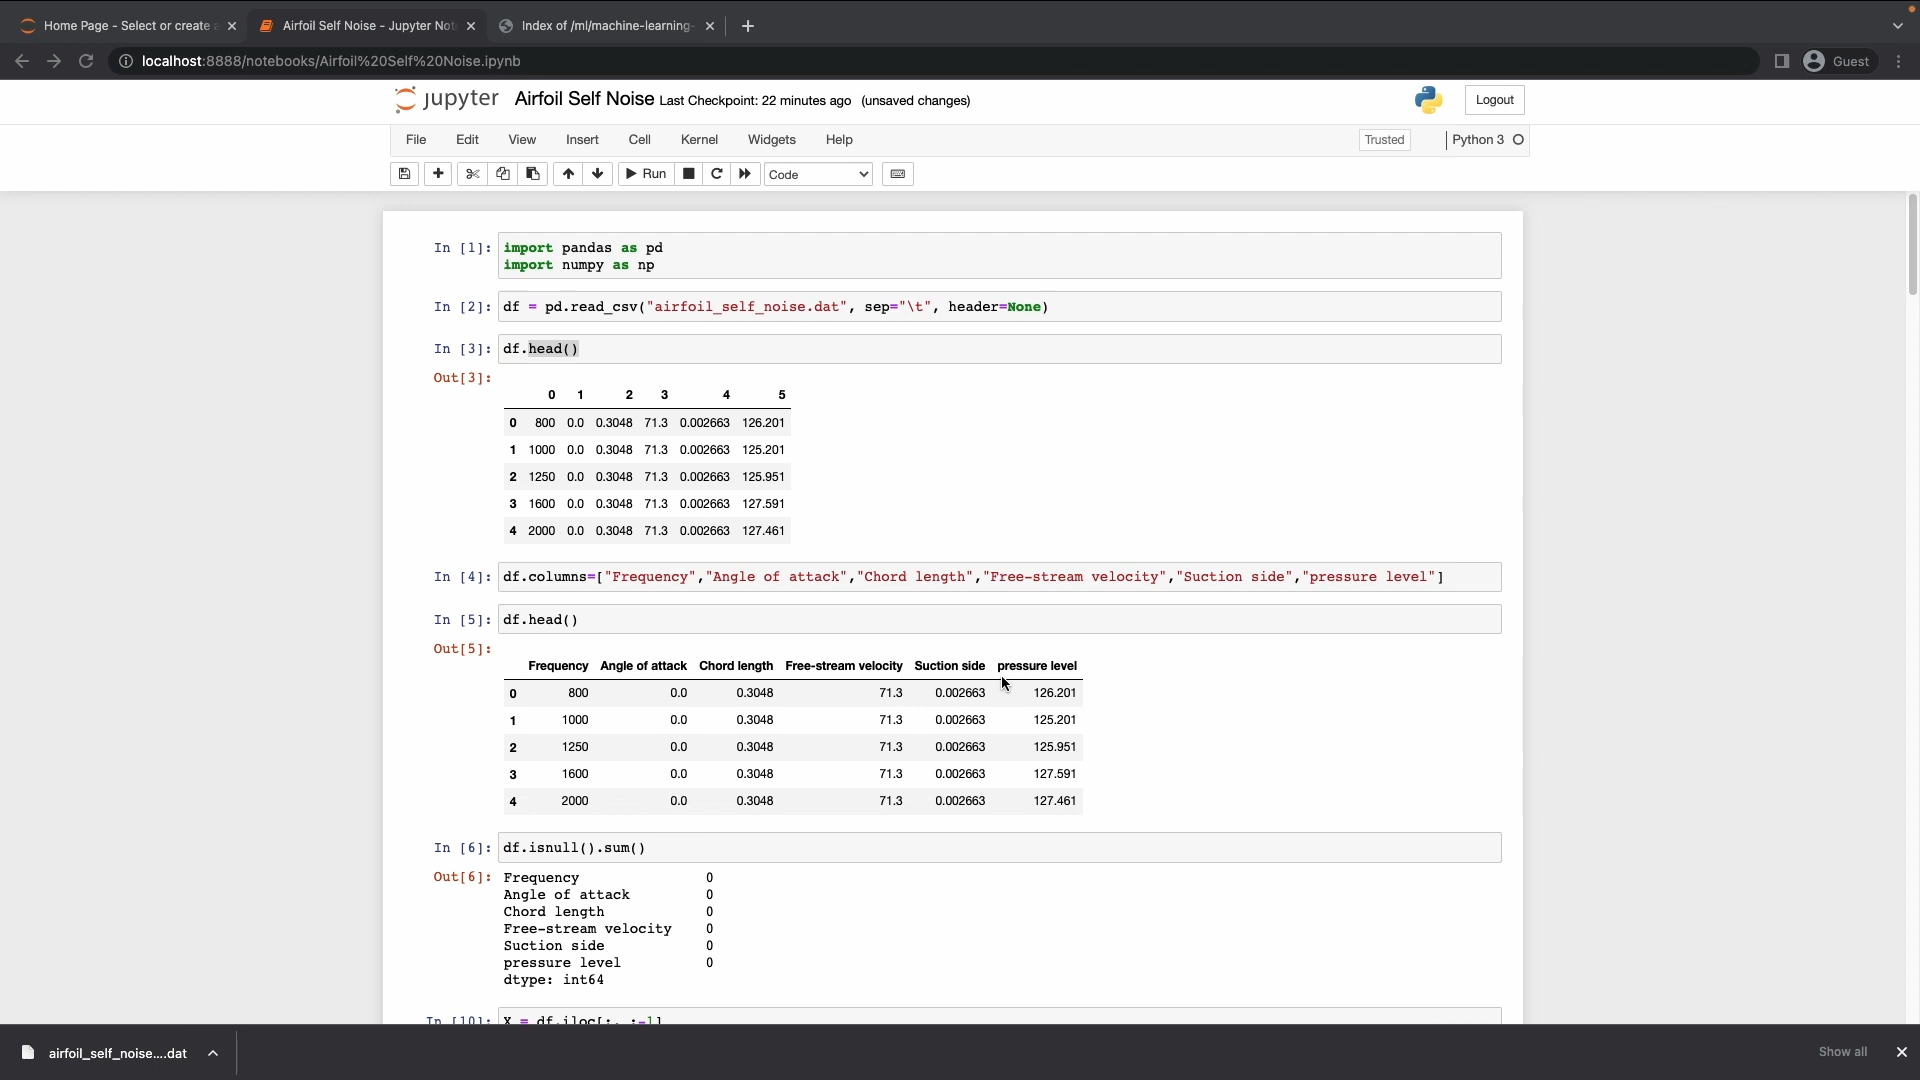 Home Page - Select or create a
Airfoil Self Noise - Jupyter Not
Index of /ml/machine-learning-
localhost:8888/notebooks/Airfoil%20Self%20Noise.ipynb
Guest
jupyter Airfoil Self Noise Last Checkpoint: 22 minutes ago (unsaved changes)
Logout
File Edit View Insert Cell Kernel Widgets Help
Trusted
Python 3
Run
Code
In [1]: import pandas as pd
import numpy as np
In [2]: df = pd.read_csv("airfoil_self_noise.dat", sep="\t", header=None)
In [3]: df.head()
Out[3]:
0 1 2 3 4 5
0 800 0.0 0.3048 71.3 0.002663 126.201
1 1000 0.0 0.3048 71.3 0.002663 125.201
2 1250 0.0 0.3048 71.3 0.002663 125.951
3 1600 0.0 0.3048 71.3 0.002663 127.591
4 2000 0.0 0.3048 71.3 0.002663 127.461
In [4]: df.columns=["Frequency","Angle of attack","Chord length","Free-stream velocity","Suction side","pressure level"]
In [5]: df.head()
Out[5]:
Frequency Angle of attack Chord length Free-stream velocity Suction side pressure level
0 800 0.0 0.3048 71.3 0.002663 126.201
1 1000 0.0 0.3048 71.3 0.002663 125.201
2 1250 0.0 0.3048 71.3 0.002663 125.951
3 1600 0.0 0.3048 71.3 0.002663 127.591
4 2000 0.0 0.3048 71.3 0.002663 127.461
In [6]: df.isnull().sum()
Out[6]: Frequency 0
Angle of attack 0
Chord length 0
Free-stream velocity 0
Suction side 0
pressure level 0
dtype: int64
In [10]: X = df.iloc[:, :-1]
airfoil_self_noise....dat
Show all